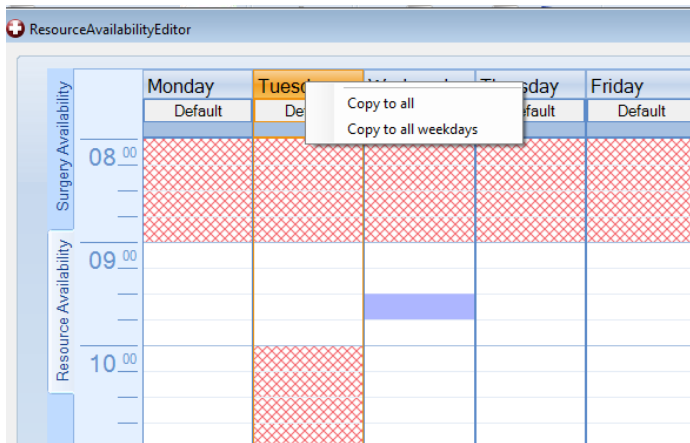 ResourceAvailabilityEditor
Surgery Availability
Resource Availability
Monday
Friday
Default
Default
Copy to all
Copy to all weekdays
08 00
09 00
10 00